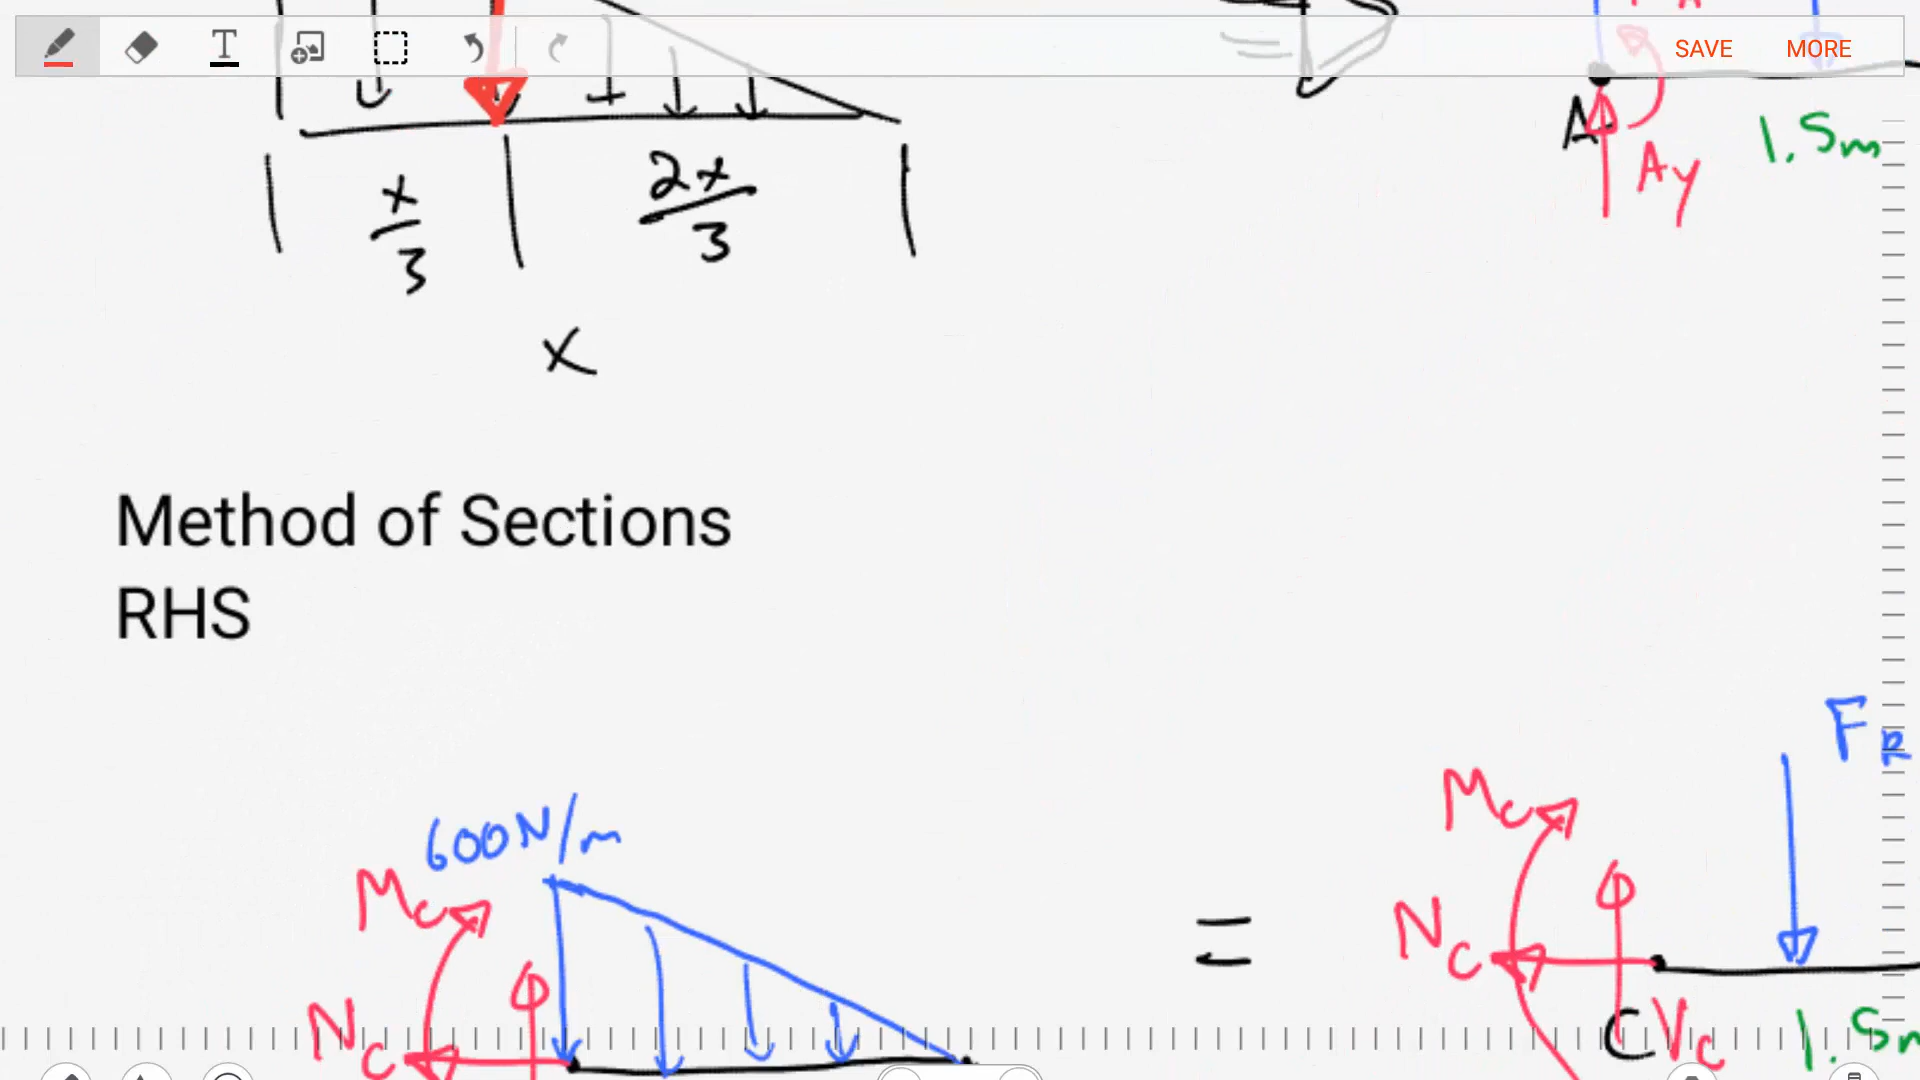 T
SAVE MORE
A
Ay
1.5m
x/3
2x/3
x
Method of Sections
RHS
FR
Mc
600N/m
Mc
Nc
=
Nc
C Vc
1.5m